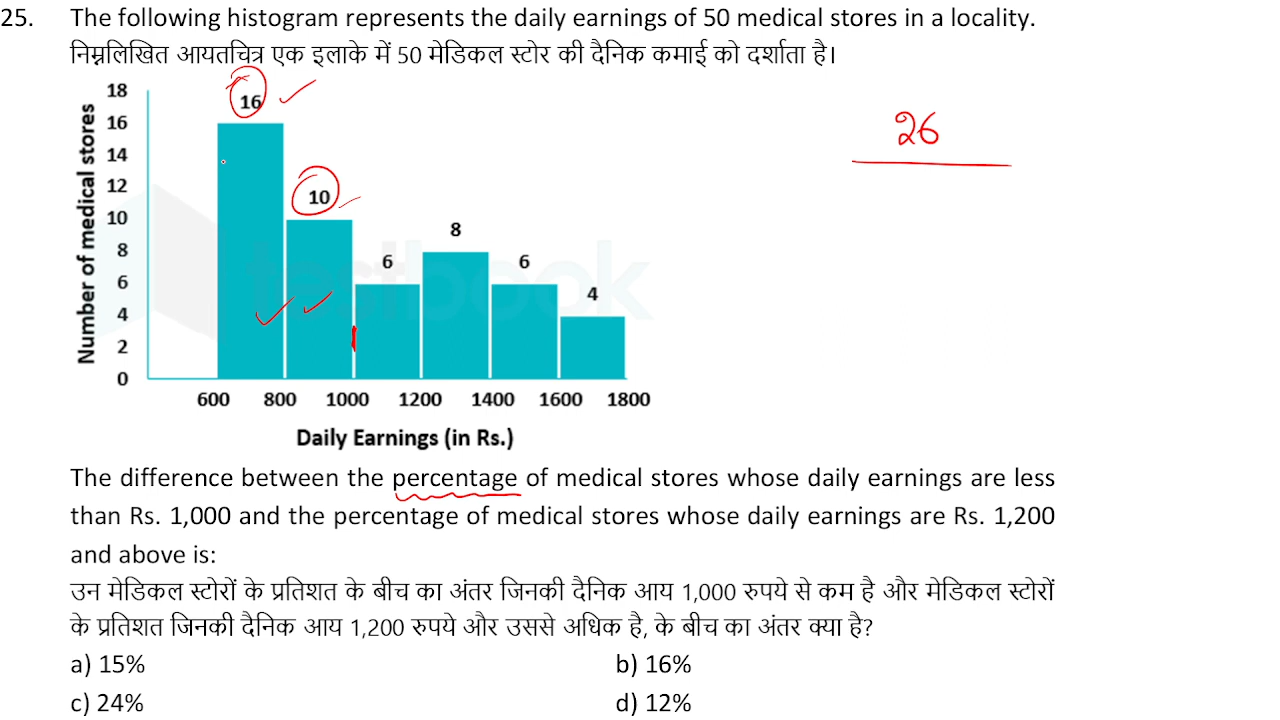 25. The following histogram represents the daily earnings of 50 medical stores in a locality.
निम्नलिखित आयतचित्र एक इलाके में 50 मेडिकल स्टोर की दैनिक कमाई को दर्शाता है।
26
Number of medical stores
18
16
14
12
10
8
6
4
2
0
16
10
6
8
6
4
600 800 1000 1200 1400 1600 1800
Daily Earnings (in Rs.)
testbook
The difference between the percentage of medical stores whose daily earnings are less
than Rs. 1,000 and the percentage of medical stores whose daily earnings are Rs. 1,200
and above is:
उन मेडिकल स्टोरों के प्रतिशत के बीच का अंतर जिनकी दैनिक आय 1,000 रुपये से कम है और मेडिकल स्टोरों
के प्रतिशत जिनकी दैनिक आय 1,200 रुपये और उससे अधिक है, के बीच का अंतर क्या है?
a) 15% b) 16%
c) 24% d) 12%